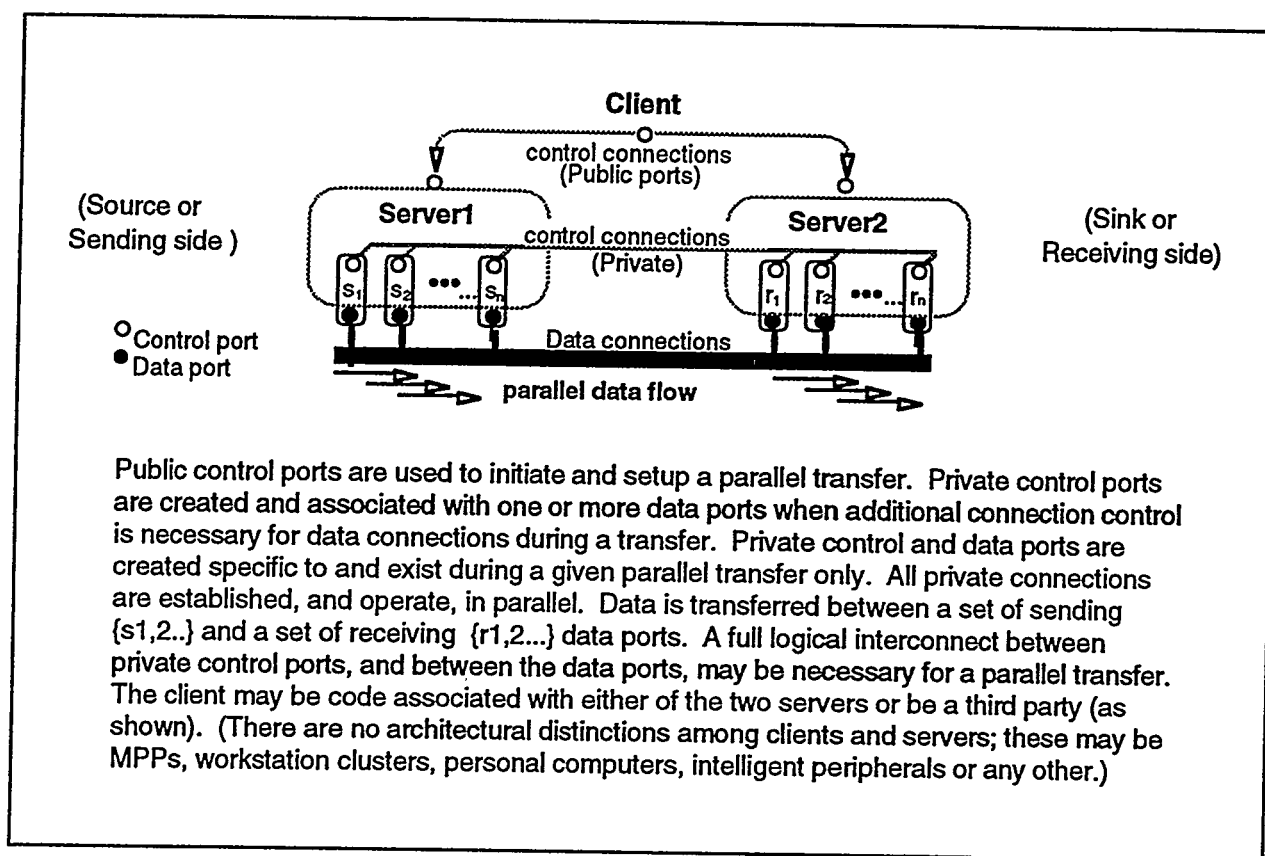 Client
control connections
(Public ports)
(Source or
Sending side )
Server1
Server2
(Sink or
Receiving side)
control connections
(Private)
s1 s2 •••... sn
r1 r2 •••... rn
Control port
Data port
Data connections
parallel data flow
Public control ports are used to initiate and setup a parallel transfer. Private control ports
are created and associated with one or more data ports when additional connection control
is necessary for data connections during a transfer. Private control and data ports are
created specific to and exist during a given parallel transfer only. All private connections
are established, and operate, in parallel. Data is transferred between a set of sending
{s1,2..} and a set of receiving {r1,2...} data ports. A full logical interconnect between
private control ports, and between the data ports, may be necessary for a parallel transfer.
The client may be code associated with either of the two servers or be a third party (as
shown). (There are no architectural distinctions among clients and servers; these may be
MPPs, workstation clusters, personal computers, intelligent peripherals or any other.)